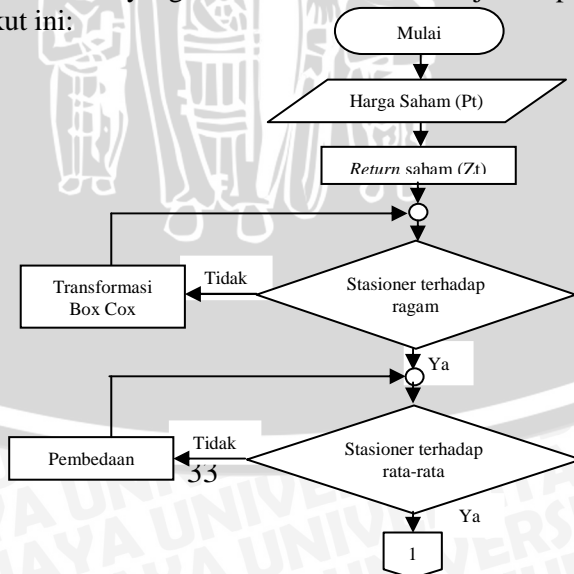 kut ini:
Mulai
Harga Saham (Pt)
Return saham (Zt)
Tidak
Transformasi
Box Cox
Stasioner terhadap
ragam
Ya
Tidak
Pembedaan
Stasioner terhadap
rata-rata
33
Ya
1